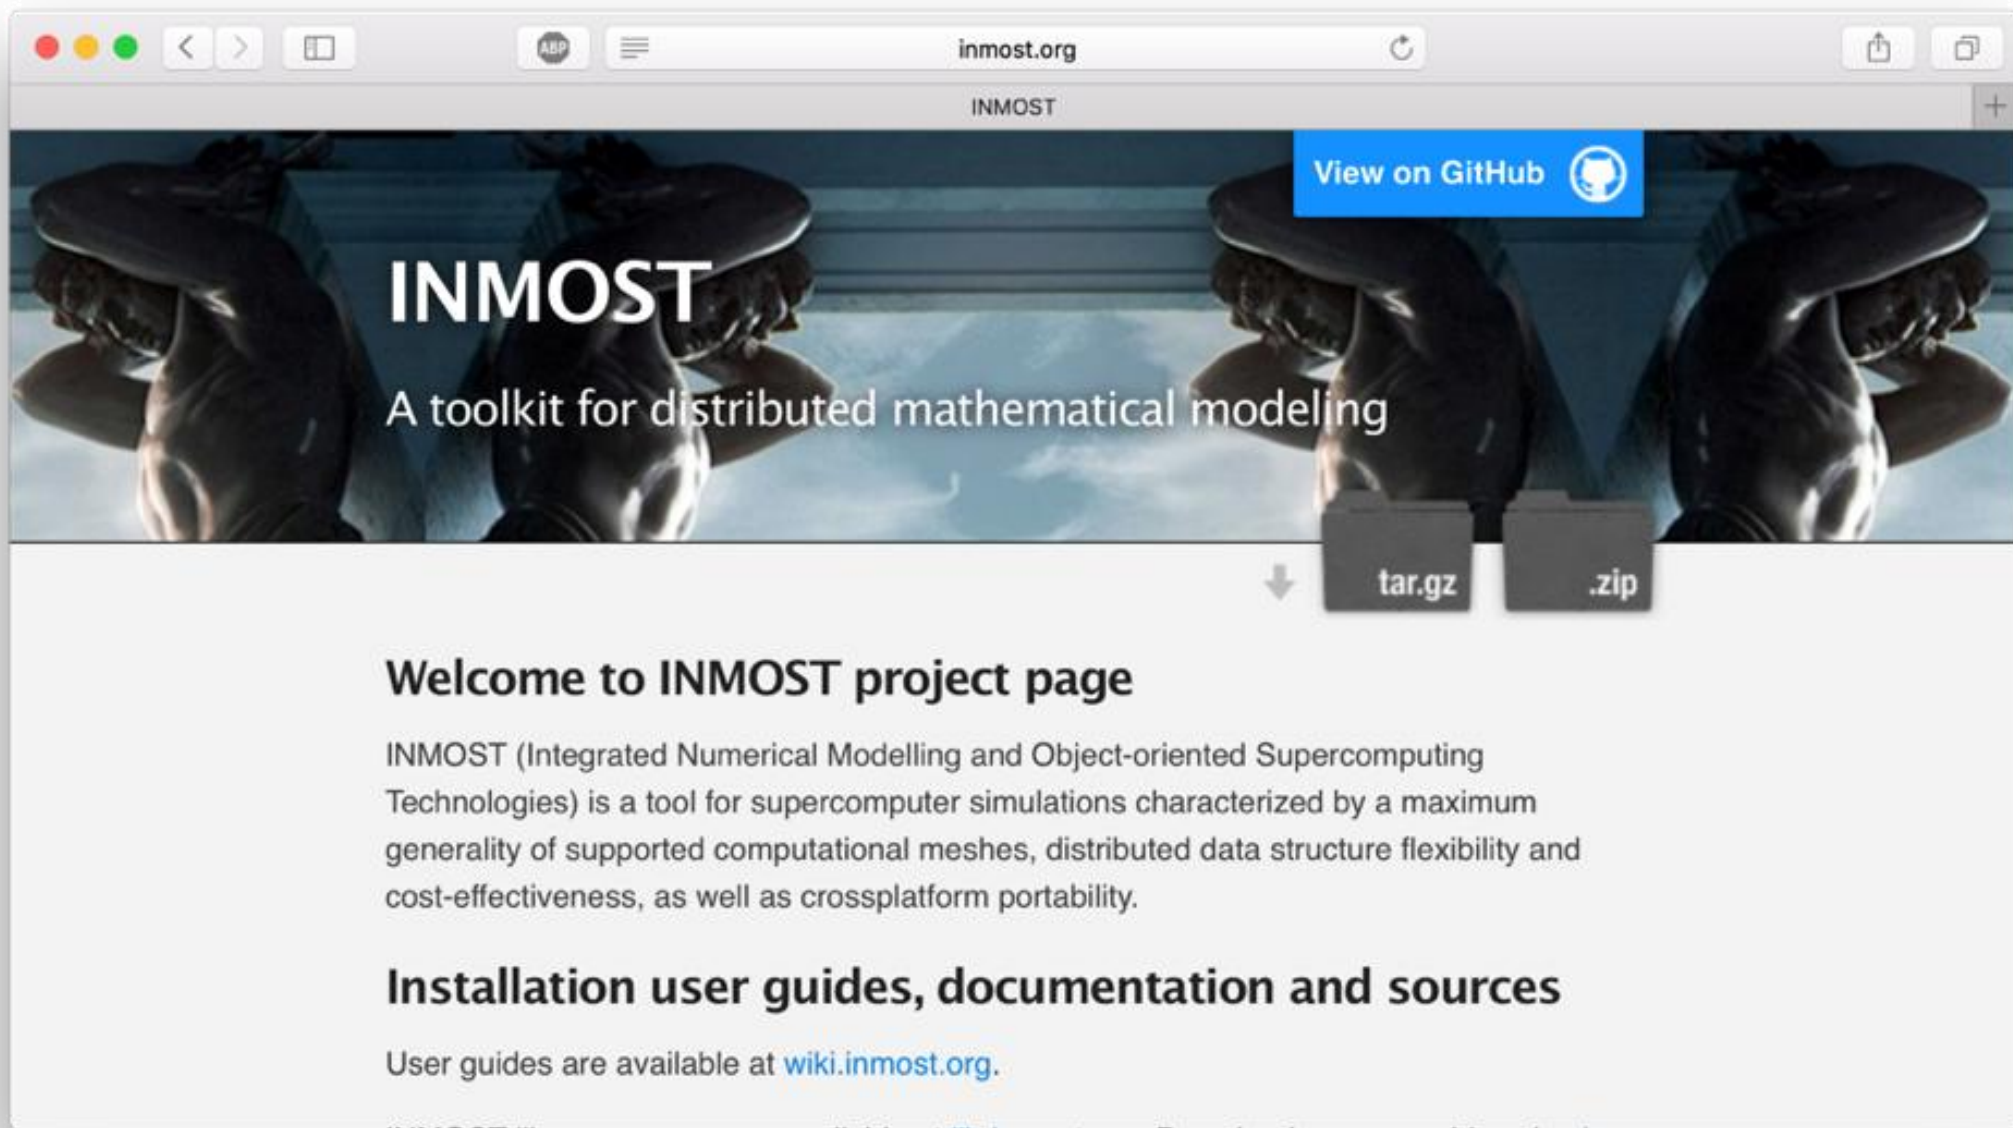 ABP
inmost.org
INMOST
View on GitHub
INMOST
A toolkit for distributed mathematical modeling
tar.gz
.zip
Welcome to INMOST project page
INMOST (Integrated Numerical Modelling and Object-oriented Supercomputing
Technologies) is a tool for supercomputer simulations characterized by a maximum
generality of supported computational meshes, distributed data structure flexibility and
cost-effectiveness, as well as crossplatform portability.
Installation user guides, documentation and sources
User guides are available at wiki.inmost.org.